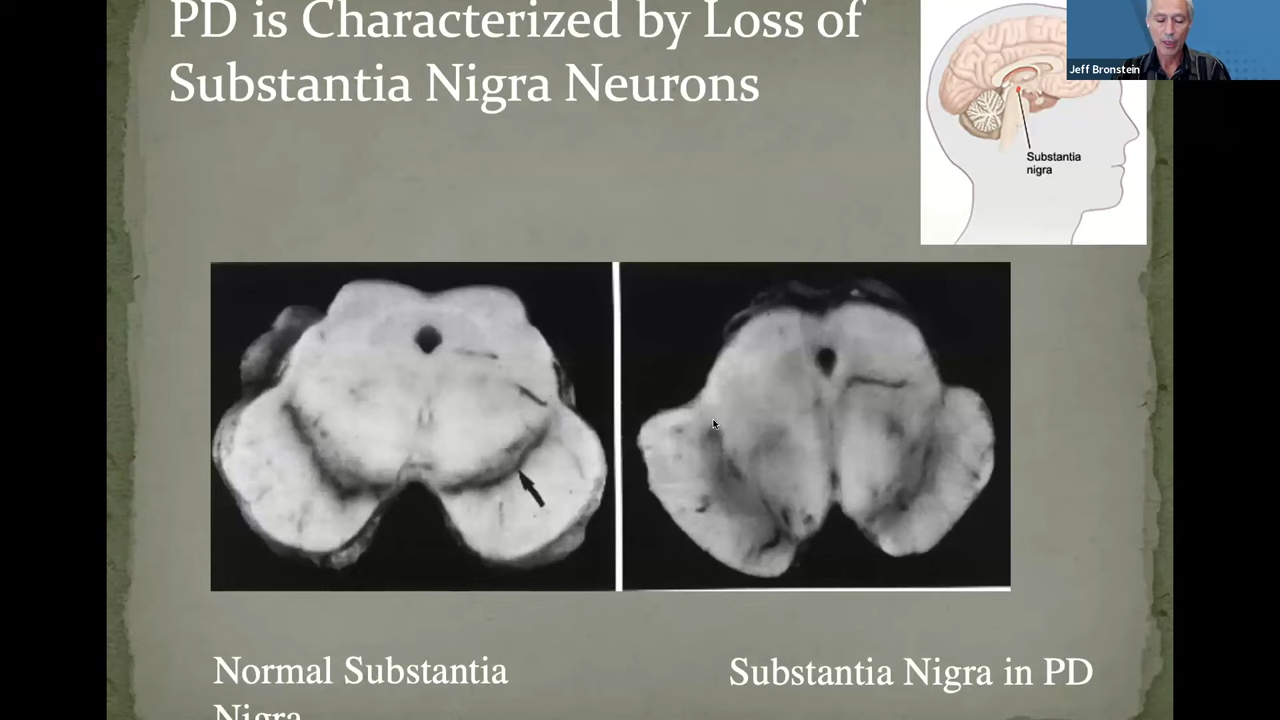 PD is Characterized by Loss of
Substantia Nigra Neurons
Jeff Bronstein
Substantia
nigra
Normal Substantia
Nigra
Substantia Nigra in PD